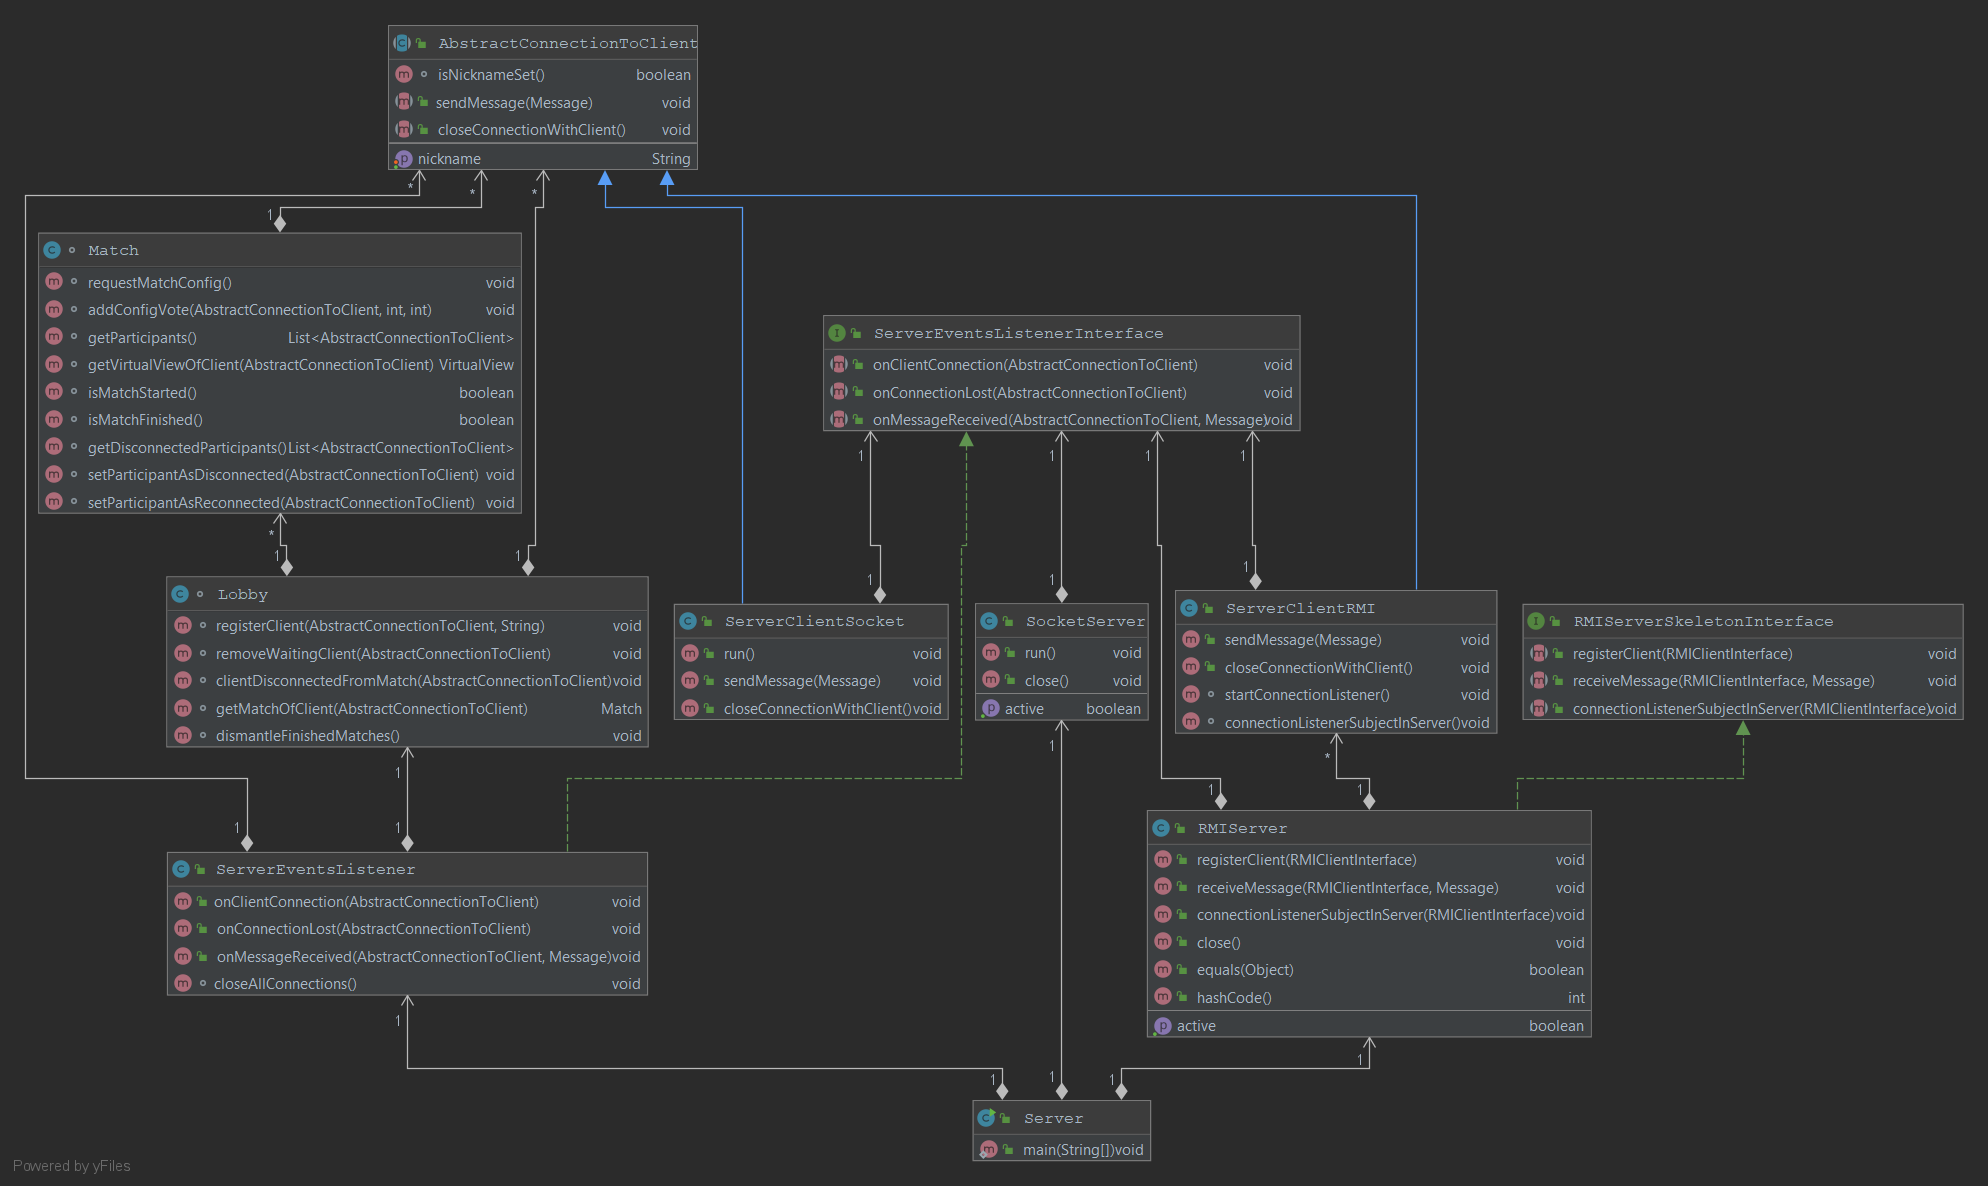 AbstractConnectionToClient
isNicknameSet() boolean
sendMessage(Message) void
closeConnectionWithClient() void
nickname String
* * *
1
Match
requestMatchConfig() void
addConfigVote(AbstractConnectionToClient, int, int) void
getParticipants() List<AbstractConnectionToClient>
getVirtualViewOfClient(AbstractConnectionToClient) VirtualView
isMatchStarted() boolean
isMatchFinished() boolean
getDisconnectedParticipants() List<AbstractConnectionToClient>
setParticipantAsDisconnected(AbstractConnectionToClient) void
setParticipantAsReconnected(AbstractConnectionToClient) void
ServerEventsListenerInterface
onClientConnection(AbstractConnectionToClient) void
onConnectionLost(AbstractConnectionToClient) void
onMessageReceived(AbstractConnectionToClient, Message) void
1 1 1 1
*
1 1
1 1 1
Lobby
registerClient(AbstractConnectionToClient, String) void
removeWaitingClient(AbstractConnectionToClient) void
clientDisconnectedFromMatch(AbstractConnectionToClient) void
getMatchOfClient(AbstractConnectionToClient) Match
dismantleFinishedMatches() void
ServerClientSocket
run() void
sendMessage(Message) void
closeConnectionWithClient() void
SocketServer
run() void
close() void
active boolean
ServerClientRMI
sendMessage(Message) void
closeConnectionWithClient() void
startConnectionListener() void
connectionListenerSubjectInServer() void
RMIServerSkeletonInterface
registerClient(RMIClientInterface) void
receiveMessage(RMIClientInterface, Message) void
connectionListenerSubjectInServer(RMIClientInterface) void
1 1 *
1 1
1 1
ServerEventsListener
onClientConnection(AbstractConnectionToClient) void
onConnectionLost(AbstractConnectionToClient) void
onMessageReceived(AbstractConnectionToClient, Message) void
closeAllConnections() void
RMIServer
registerClient(RMIClientInterface) void
receiveMessage(RMIClientInterface, Message) void
connectionListenerSubjectInServer(RMIClientInterface) void
close() void
equals(Object) boolean
hashCode() int
active boolean
1 1
1 1 1
Server
main(String[]) void
Powered by yFiles